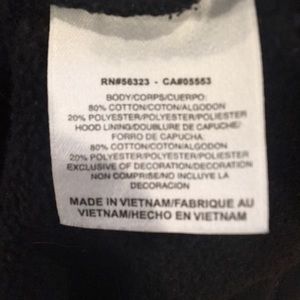 RN#56323 - CA#05553
BODY/CORPS/CUERPO:
80% COTTON/COTON/ALGODON
20% POLYESTER/POLYESTER/POLIESTER
HOOD LINING/DOUBLURE DE CAPUCHE/
FORRO DE CAPUCHA:
80% COTTON/COTON/ALGODON
20% POLYESTER/POLYESTER/POLIESTER
EXCLUSIVE OF DECORATION/DECORATION
NON COMPRISE/NO INCLUYE LA
DECORACION
MADE IN VIETNAM/FABRIQUE AU
VIETNAM/HECHO EN VIETNAM